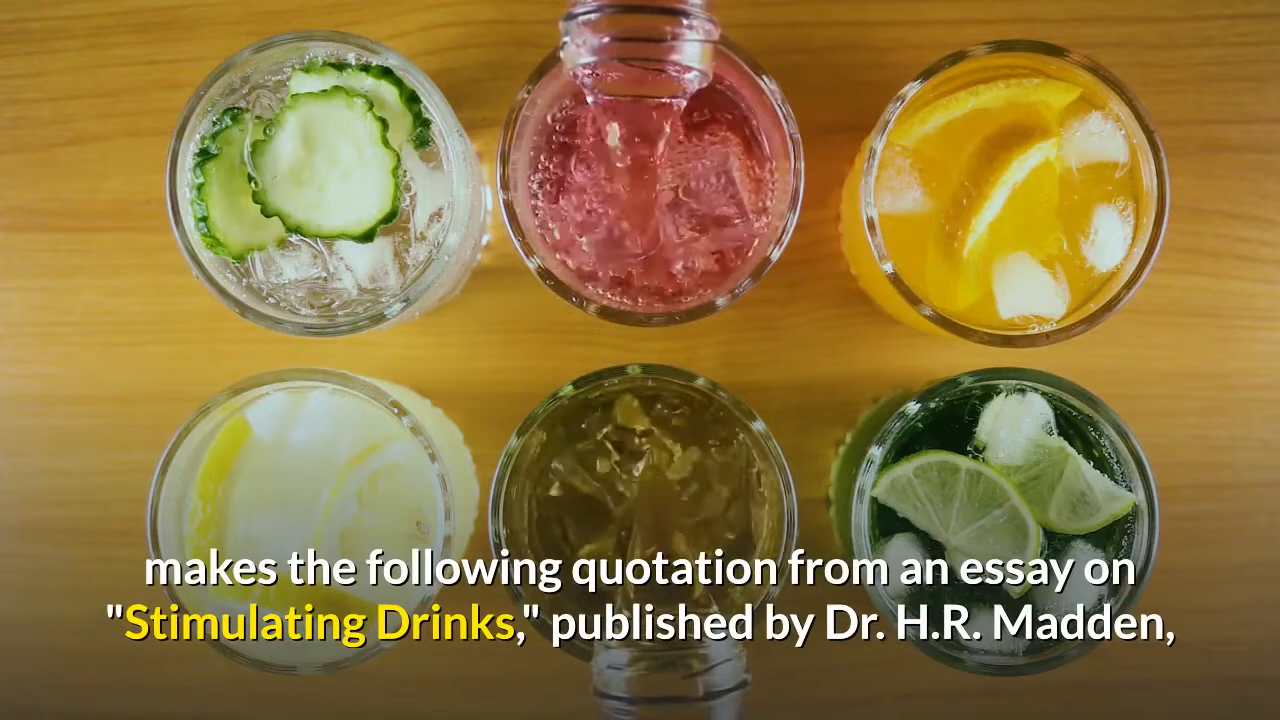 makes the following quotation from an essay on
"Stimulating Drinks," published by Dr. H.R. Madden,